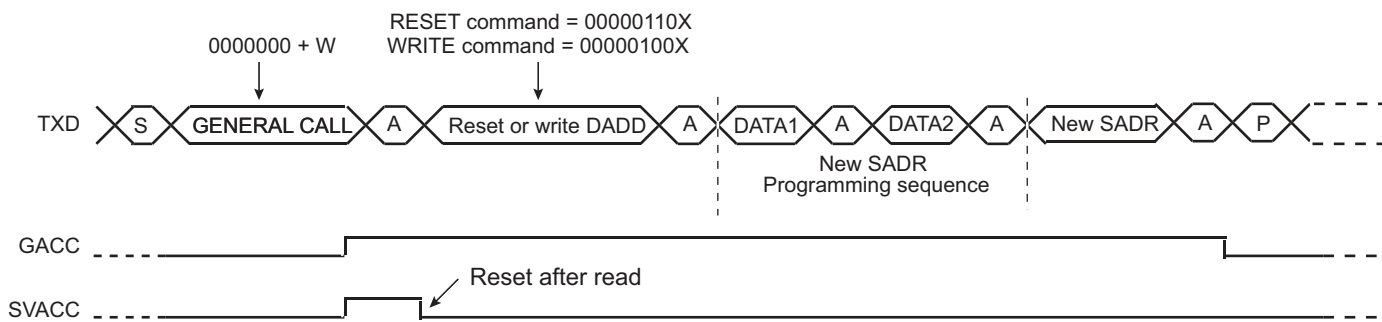 RESET command = 00000110X
0000000 + W
WRITE command = 00000100X
TXD S GENERAL CALL A Reset or write DADD A DATA1 A DATA2 A New SADR A P
New SADR
Programming sequence
GACC
Reset after read
SVACC